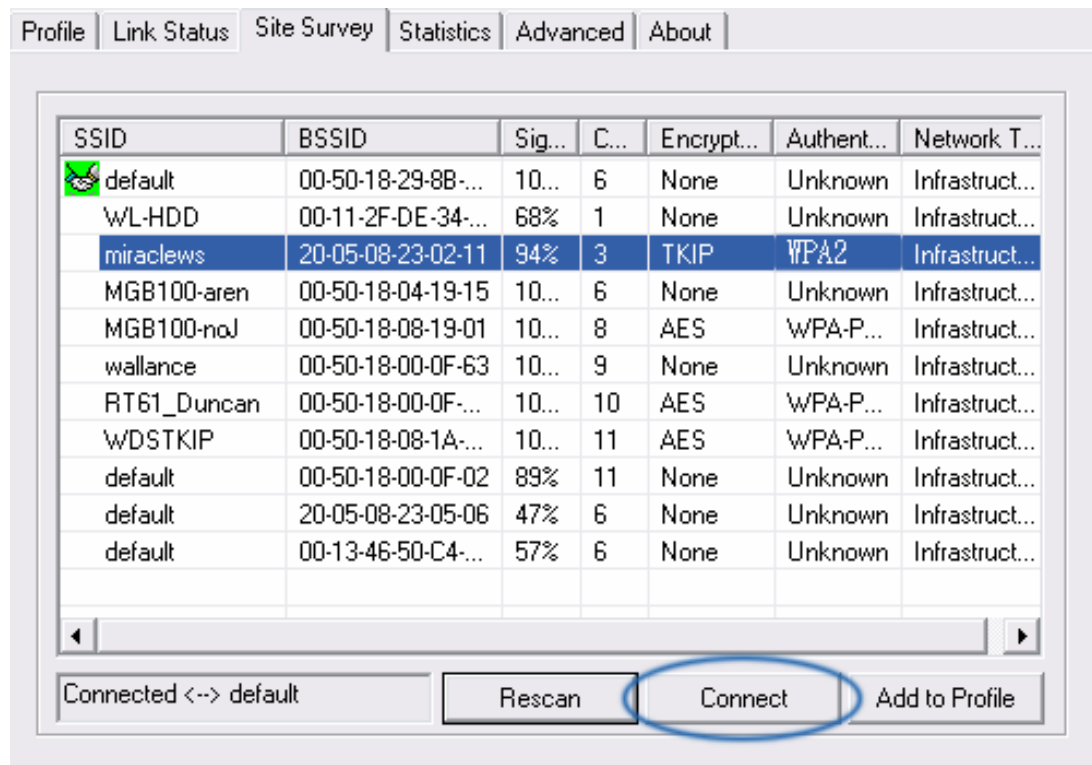 Profile Link Status Site Survey Statistics Advanced About
SSID BSSID Sig... C... Encrypt... Authent... Network T...
default 00-50-18-29-8B-... 10... 6 None Unknown Infrastruct...
WL-HDD 00-11-2F-DE-34-... 68% 1 None Unknown Infrastruct...
miraclews 20-05-08-23-02-11 94% 3 TKIP WPA2 Infrastruct...
MGB100-aren 00-50-18-04-19-15 10... 6 None Unknown Infrastruct...
MGB100-noJ 00-50-18-08-19-01 10... 8 AES WPA-P... Infrastruct...
wallance 00-50-18-00-0F-63 10... 9 None Unknown Infrastruct...
RT61_Duncan 00-50-18-00-0F-... 10... 10 AES WPA-P... Infrastruct...
WDSTKIP 00-50-18-08-1A-... 10... 11 AES WPA-P... Infrastruct...
default 00-50-18-00-0F-02 89% 11 None Unknown Infrastruct...
default 20-05-08-23-05-06 47% 6 None Unknown Infrastruct...
default 00-13-46-50-C4-... 57% 6 None Unknown Infrastruct...
Connected <--> default Rescan Connect Add to Profile